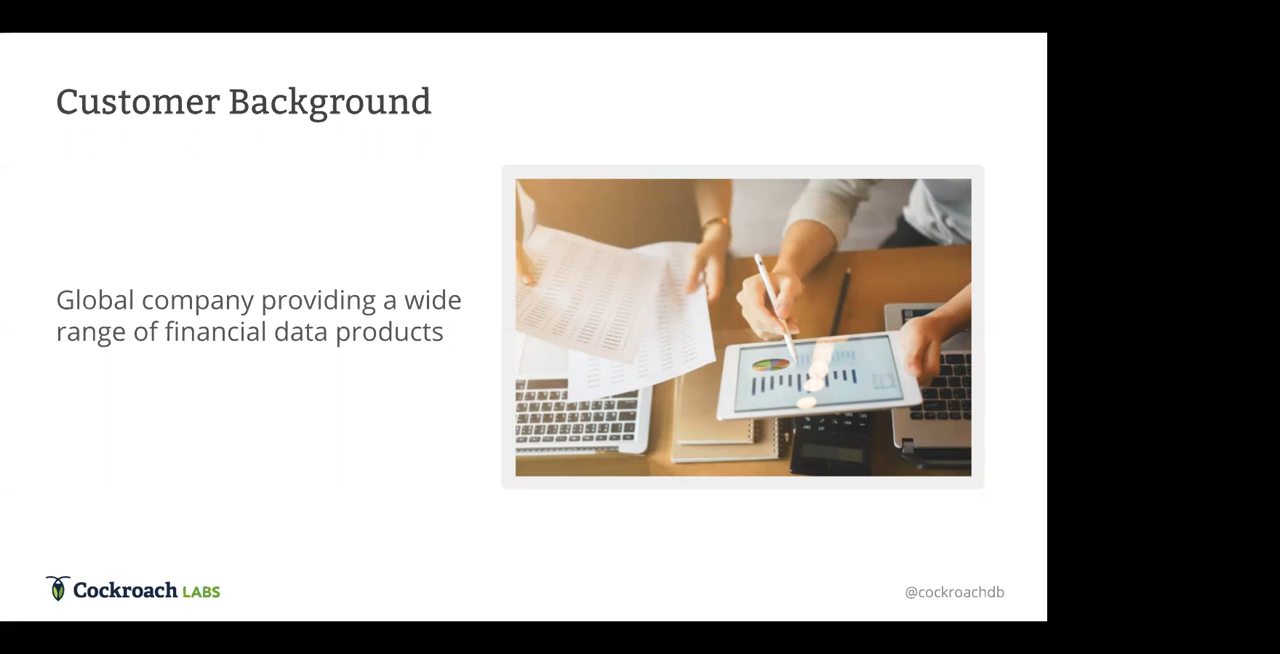 Customer Background
Global company providing a wide
range of financial data products
Cockroach LABS
@cockroachdb